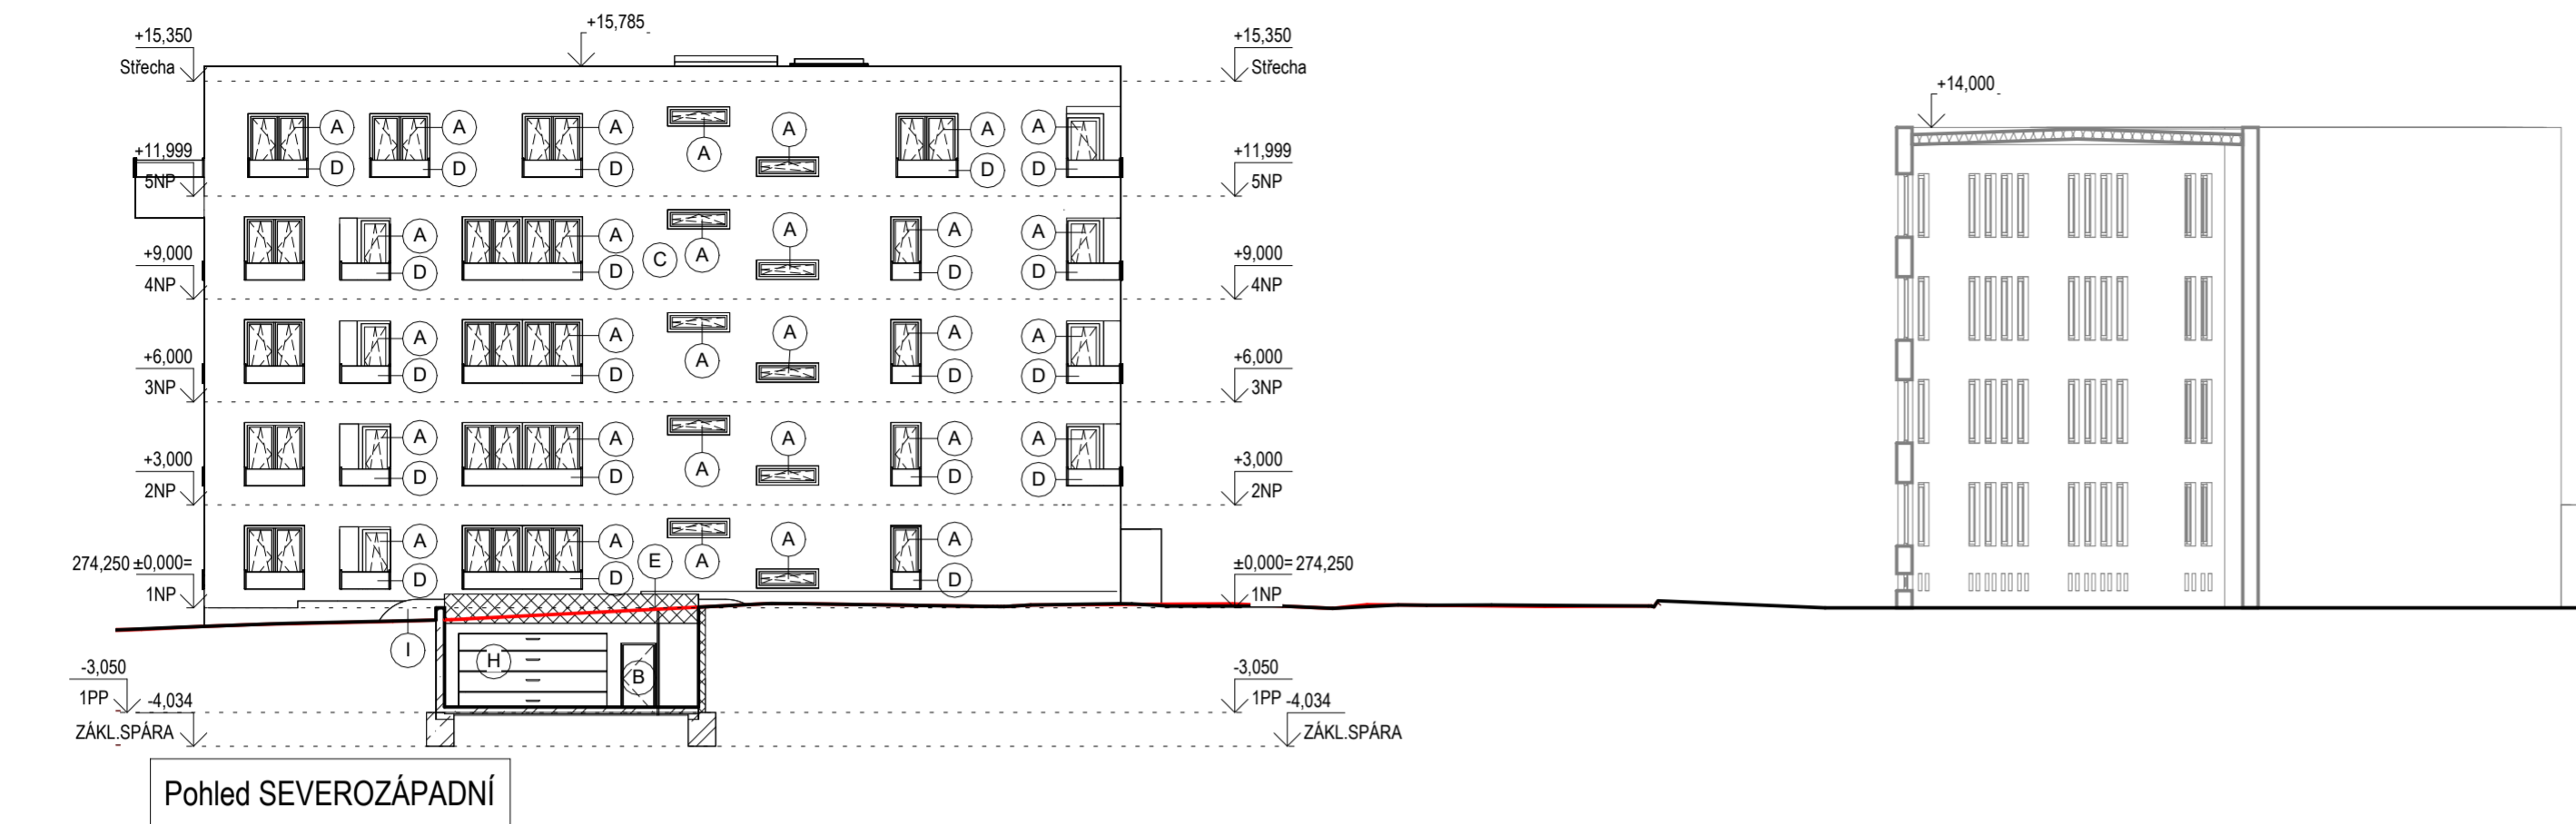 +15,785
+15,350
Střecha
+15,350
Střecha
+14,000
A A A A A A A
A
D D D D D
+11,999
5NP
+11,999
5NP
A A A A A
A
C
D D D D
+9,000
4NP
+9,000
4NP
A A A A A
A
D D D D
+6,000
3NP
+6,000
3NP
A A A A A
A
D D D D
+3,000
2NP
+3,000
2NP
A A A A
E A
D D D
274,250 ±0,000=
1NP
±0,000= 274,250
1NP
I
H
B
-3,050
1PP
-4,034
ZÁKL.SPÁRA
-3,050
1PP
-4,034
ZÁKL.SPÁRA
Pohled SEVEROZÁPADNÍ